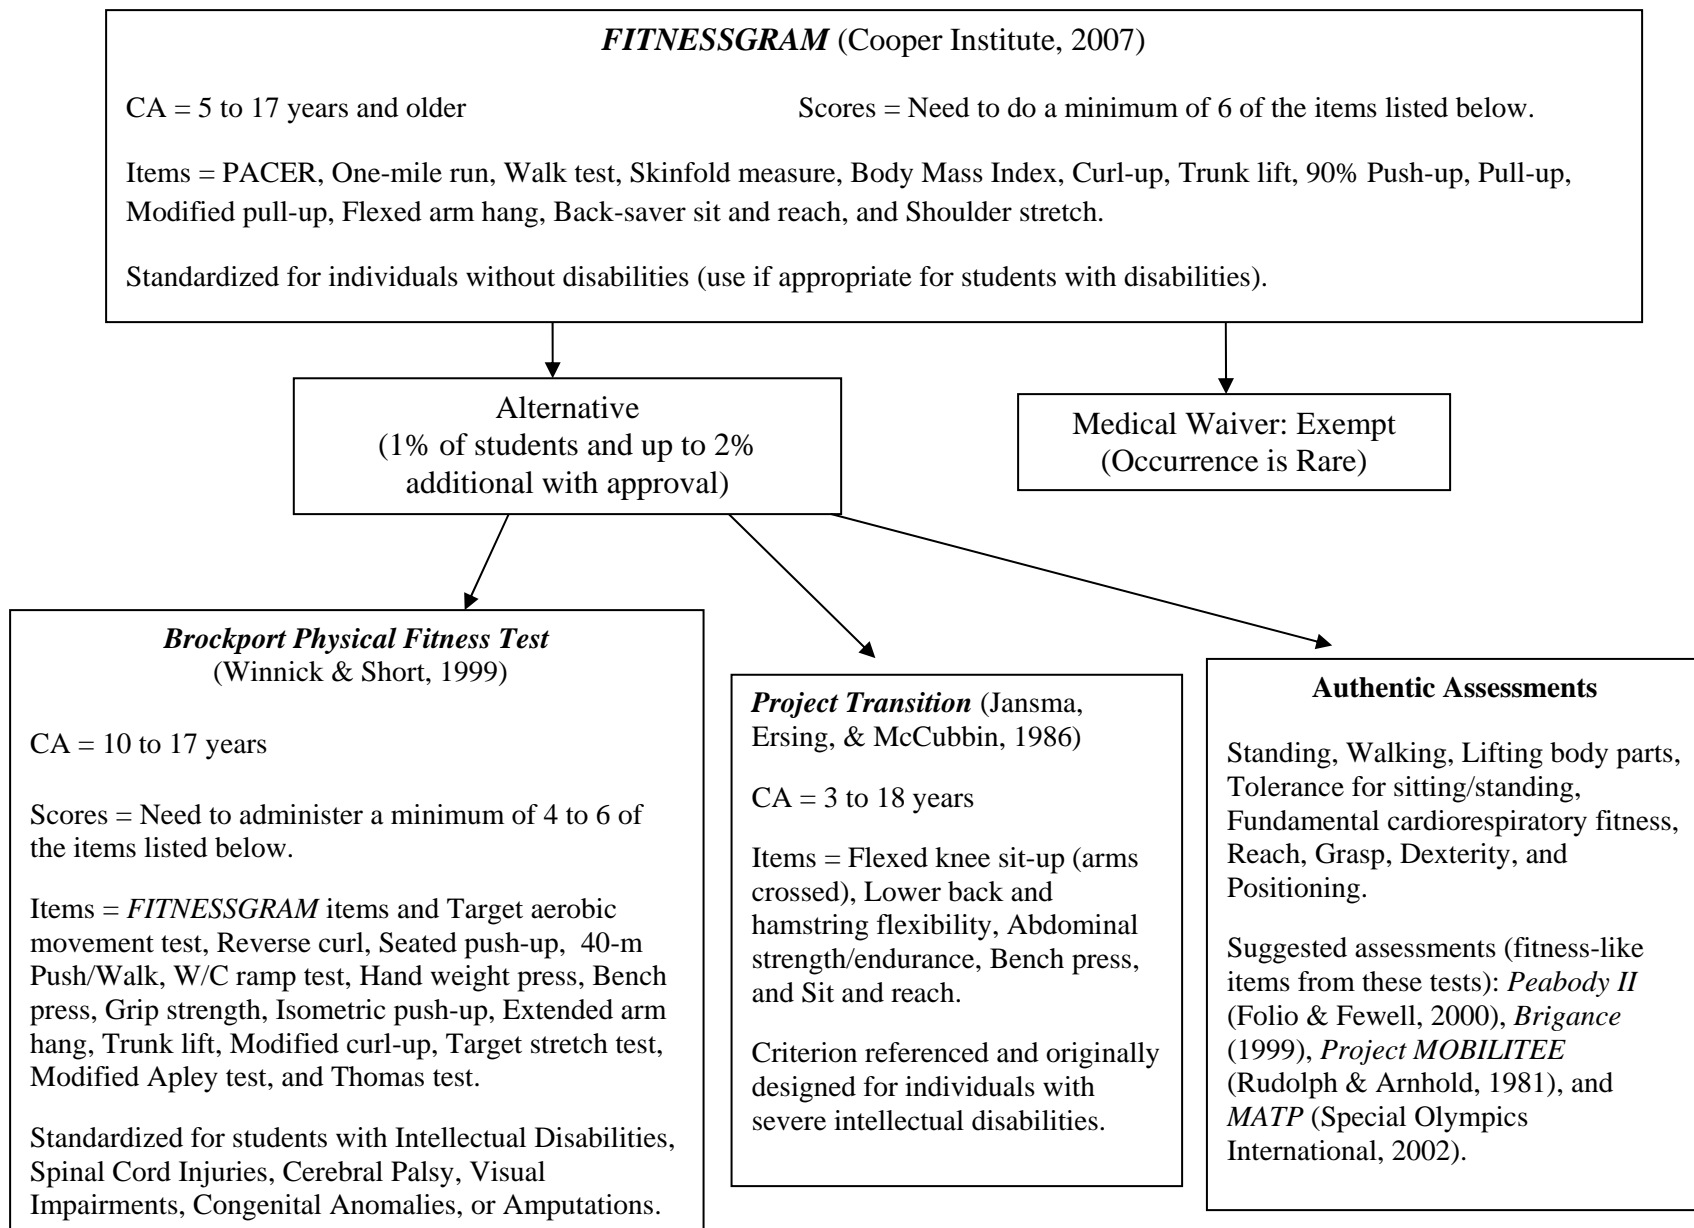 FITNESSGRAM (Cooper Institute, 2007)
CA = 5 to 17 years and older
Scores = Need to do a minimum of 6 of the items listed below.
Items = PACER, One-mile run, Walk test, Skinfold measure, Body Mass Index, Curl-up, Trunk lift, 90% Push-up, Pull-up,
Modified pull-up, Flexed arm hang, Back-saver sit and reach, and Shoulder stretch.
Standardized for individuals without disabilities (use if appropriate for students with disabilities).
Alternative
(1% of students and up to 2%
additional with approval)
Medical Waiver: Exempt
(Occurrence is Rare)
Brockport Physical Fitness Test
(Winnick & Short, 1999)
CA = 10 to 17 years
Scores = Need to administer a minimum of 4 to 6 of
the items listed below.
Items = FITNESSGRAM items and Target aerobic
movement test, Reverse curl, Seated push-up, 40-m
Push/Walk, W/C ramp test, Hand weight press, Bench
press, Grip strength, Isometric push-up, Extended arm
hang, Trunk lift, Modified curl-up, Target stretch test,
Modified Apley test, and Thomas test.
Standardized for students with Intellectual Disabilities,
Spinal Cord Injuries, Cerebral Palsy, Visual
Impairments, Congenital Anomalies, or Amputations.
Project Transition (Jansma,
Ersing, & McCubbin, 1986)
CA = 3 to 18 years
Items = Flexed knee sit-up (arms
crossed), Lower back and
hamstring flexibility, Abdominal
strength/endurance, Bench press,
and Sit and reach.
Criterion referenced and originally
designed for individuals with
severe intellectual disabilities.
Authentic Assessments
Standing, Walking, Lifting body parts,
Tolerance for sitting/standing,
Fundamental cardiorespiratory fitness,
Reach, Grasp, Dexterity, and
Positioning.
Suggested assessments (fitness-like
items from these tests): Peabody II
(Folio & Fewell, 2000), Brigance
(1999), Project MOBILITEE
(Rudolph & Arnhold, 1981), and
MATP (Special Olympics
International, 2002).